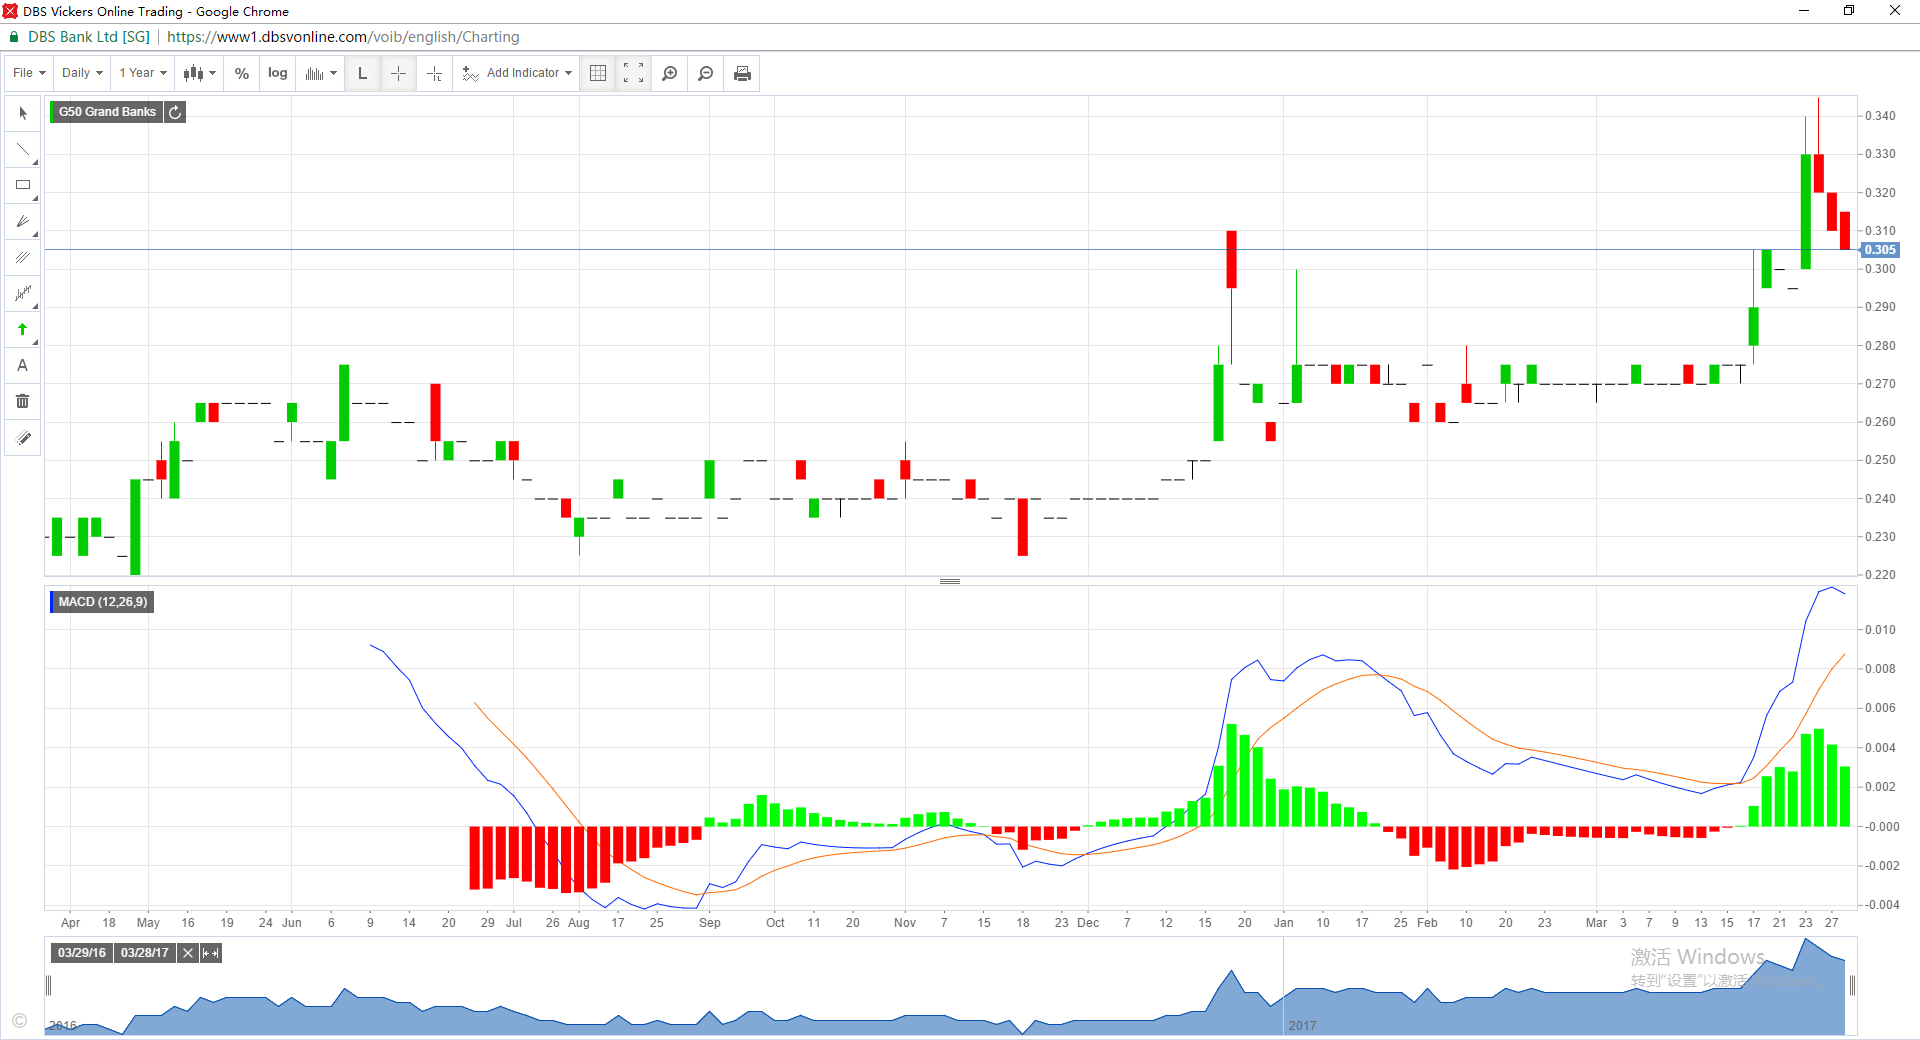 DBS Vickers Online Trading - Google Chrome
DBS Bank Ltd [SG] | https://www1.dbsvonline.com/voib/english/Charting
File Daily 1 Year % log L Add Indicator
G50 Grand Banks
A
0.340
0.330
0.320
0.310
0.305
0.300
0.290
0.280
0.270
0.260
0.250
0.240
0.230
0.220
MACD (12,26,9)
0.010
0.008
0.006
0.004
0.002
-0.000
-0.002
-0.004
Apr 18 May 16 19 24 Jun 6 9 14 20 29 Jul 26 Aug 17 25 Sep Oct 11 20 Nov 7 15 18 23 Dec 7 12 15 20 Jan 10 17 25 Feb 10 20 23 Mar 3 7 9 13 15 17 21 23 27
03/29/16 03/28/17
激活 Windows
转到“设置”以激活 Windows。
©
2016
2017